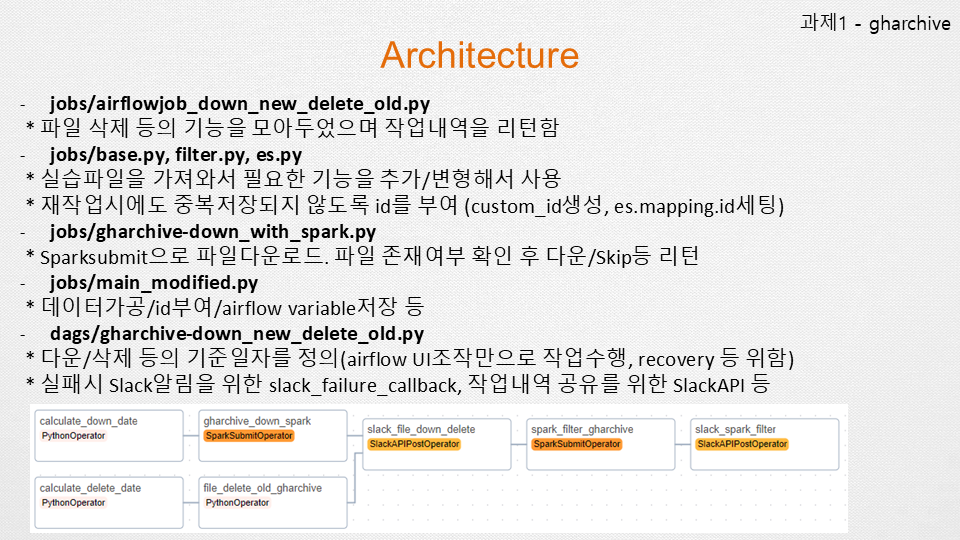 과제1 - gharchive
Architecture
- jobs/airflowjob_down_new_delete_old.py
* 파일 삭제 등의 기능을 모아두었으며 작업내역을 리턴함
- jobs/base.py, filter.py, es.py
* 실습파일을 가져와서 필요한 기능을 추가/변형해서 사용
* 재작업시에도 중복저장되지 않도록 id를 부여 (custom_id생성, es.mapping.id세팅)
- jobs/gharchive-down_with_spark.py
* Sparksubmit으로 파일다운로드. 파일 존재여부 확인 후 다운/Skip등 리턴
- jobs/main_modified.py
* 데이터가공/id부여/airflow variable저장 등
- dags/gharchive-down_new_delete_old.py
* 다운/삭제 등의 기준일자를 정의(airflow UI조작만으로 작업수행, recovery 등 위함)
* 실패시 Slack알림을 위한 slack_failure_callback, 작업내역 공유를 위한 SlackAPI 등
calculate_down_date
PythonOperator
gharchive_down_spark
SparkSubmitOperator
slack_file_down_delete
SlackAPIPostOperator
spark_filter_gharchive
SparkSubmitOperator
slack_spark_filter
SlackAPIPostOperator
calculate_delete_date
PythonOperator
file_delete_old_gharchive
PythonOperator